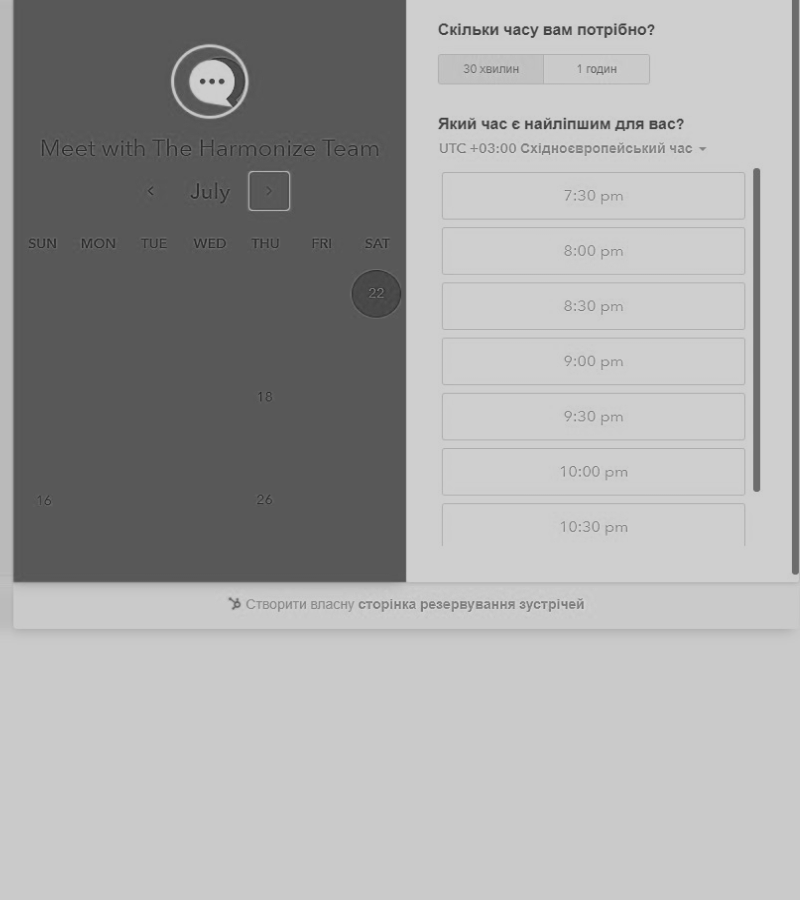 Meet with The Harmonize Team
July
SUN MON TUE WED THU FRI SAT
22
18
16 26
Скільки часу вам потрібно?
30 хвилин 1 годин
Який час є найліпшим для вас?
UTC +03:00 Східноєвропейський час
7:30 pm
8:00 pm
8:30 pm
9:00 pm
9:30 pm
10:00 pm
10:30 pm
Створити власну сторінка резервування зустрічей